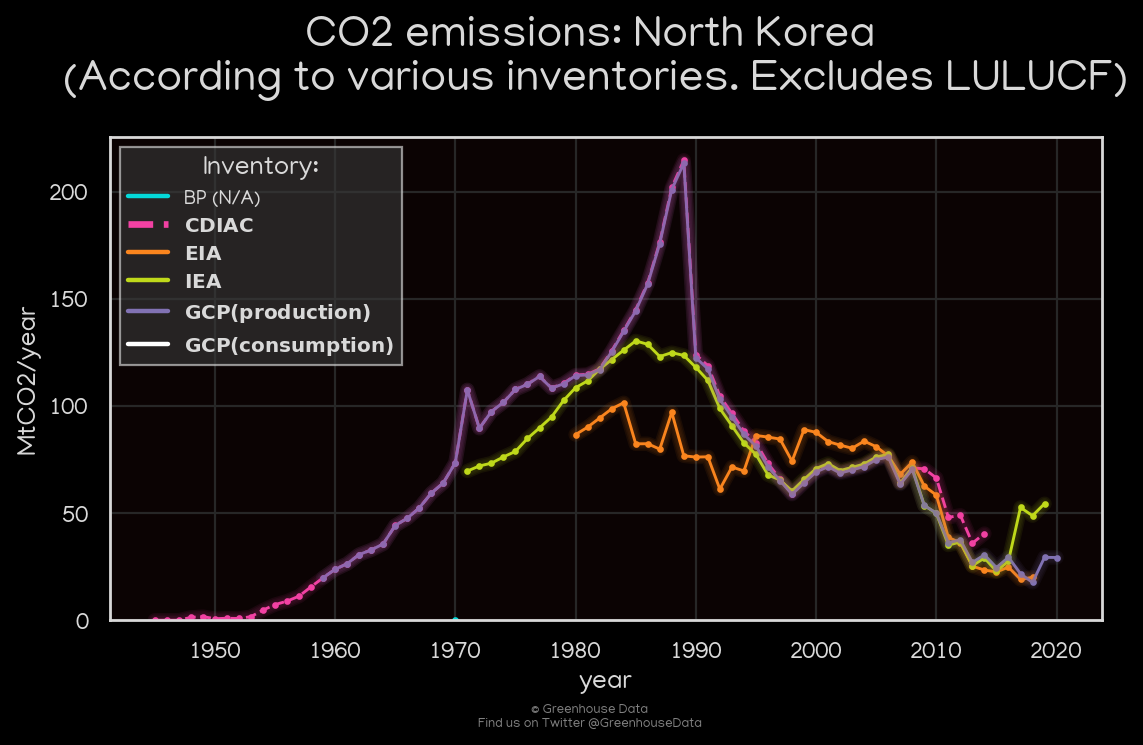 CO2 emissions: North Korea
(According to various inventories. Excludes LULUCF)
Inventory:
BP (N/A)
CDIAC
EIA
IEA
GCP(production)
GCP(consumption)
MtCO2/year
200
150
100
50
0
1950 1960 1970 1980 1990 2000 2010 2020
year
© Greenhouse Data
Find us on Twitter @GreenhouseData